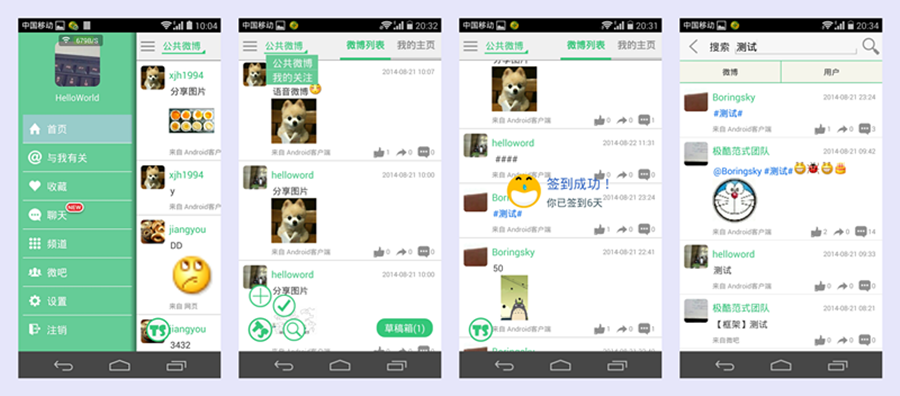 中国移动 10:04
6798/S
HelloWorld
首页
与我有关
收藏
聊天 NEW
频道
微吧
设置
注销
公共微博
xjh1994
分享图片
来自 Android客户端
xjh1994
y
来自 Android客户端
jiangyou
DD
来自 网页
TS
jiangyou
3432
中国移动 20:32
公共微博 微博列表 我的主页
公共微博
我的关注
2014-08-21 10:07
语音微博
来自 Android客户端 1 0 0
helloword 2014-08-21 10:00
分享图片
来自 Android客户端 0 0 0
helloword 2014-08-21 10:00
分享图片
草稿箱(1)
中国移动 20:31
公共微博 微博列表 我的主页
分享图片
来自 Android客户端 0 0 1
helloword 2014-08-22 11:31
####
来自 Android客户端 0 0 0
签到成功！
你已签到6天
2014-08-21 23:24
#测试#
来自 Android客户端 1 0
Boringsky 2014-08-21 22:41
50
来自 Android客户端 1 0 1
TS
Boringsky
中国移动 20:34
搜索 测试
微博 用户
Boringsky 2014-08-21 23:24
#测试#
来自 Android客户端 1 0 3
极酷范式团队 2014-08-21 09:42
@Boringsky #测试#
来自 Android客户端 2 0 14
helloword 2014-08-21 09:33
测试
来自 Android客户端 0 0 0
极酷范式团队 2014-08-21 08:21
【框架】测试
来自微吧 0 0 0